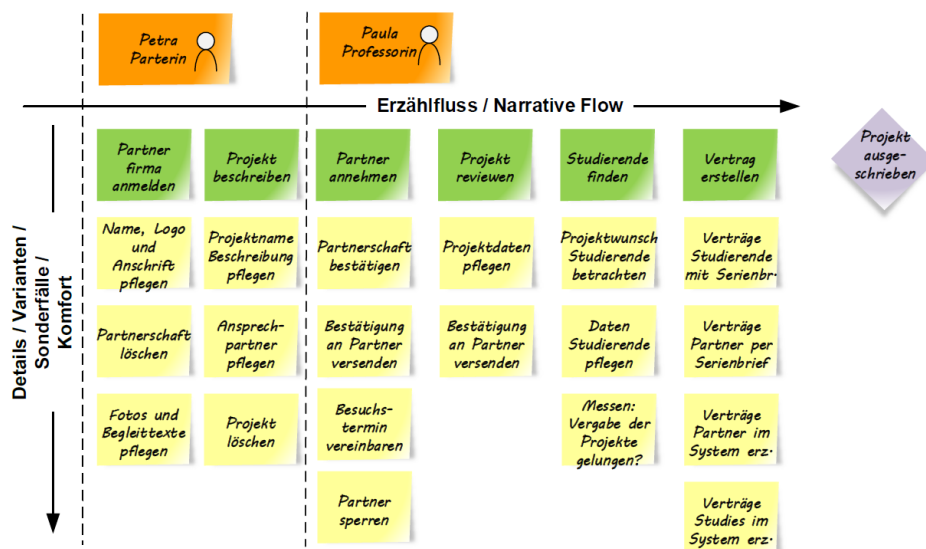 Petra
Parterin
Paula
Professorin
Erzählfluss / Narrative Flow
Details / Varianten /
Sonderfälle /
Komfort
Partner
firma
anmelden
Projekt
beschreiben
Partner
annehmen
Projekt
reviewen
Studierende
finden
Vertrag
erstellen
Projekt
ausge-
schrieben
Name, Logo
und
Anschrift
pflegen
Projektname
Beschreibung
pflegen
Partnerschaft
bestätigen
Projektdaten
pflegen
Projektwunsch
Studierende
betrachten
Verträge
Studierende
mit Serienbr.
Partnerschaft
löschen
Ansprech-
partner
pflegen
Bestätigung
an Partner
versenden
Bestätigung
an Partner
versenden
Daten
Studierende
pflegen
Verträge
Partner per
Serienbrief
Fotos und
Begleittexte
pflegen
Projekt
löschen
Besuchs-
termin
vereinbaren
Messen:
Vergabe der
Projekte
gelungen?
Verträge
Partner im
System erz.
Partner
sperren
Verträge
Studies im
System erz.